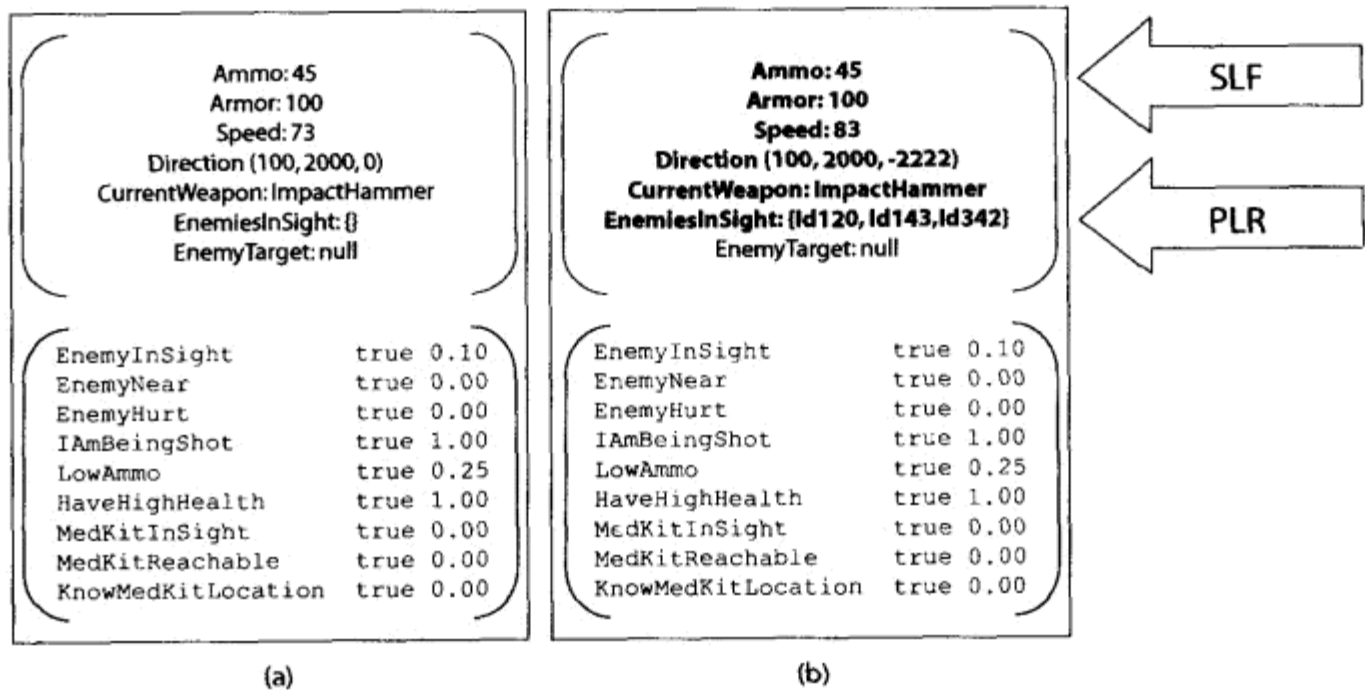 Ammo: 45
Armor: 100
Speed: 73
Direction (100, 2000, 0)
CurrentWeapon: ImpactHammer
EnemiesInSight: {}
EnemyTarget: null
EnemyInSight true 0.10
EnemyNear true 0.00
EnemyHurt true 0.00
IAmBeingShot true 1.00
LowAmmo true 0.25
HaveHighHealth true 1.00
MedKitInSight true 0.00
MedKitReachable true 0.00
KnowMedKitLocation true 0.00
(a)
Ammo: 45
Armor: 100
Speed: 83
Direction (100, 2000, -2222)
CurrentWeapon: ImpactHammer
EnemiesInSight: {Id120, Id143,Id342}
EnemyTarget: null
EnemyInSight true 0.10
EnemyNear true 0.00
EnemyHurt true 0.00
IAmBeingShot true 1.00
LowAmmo true 0.25
HaveHighHealth true 1.00
MedKitInSight true 0.00
MedKitReachable true 0.00
KnowMedKitLocation true 0.00
(b)
SLF
PLR